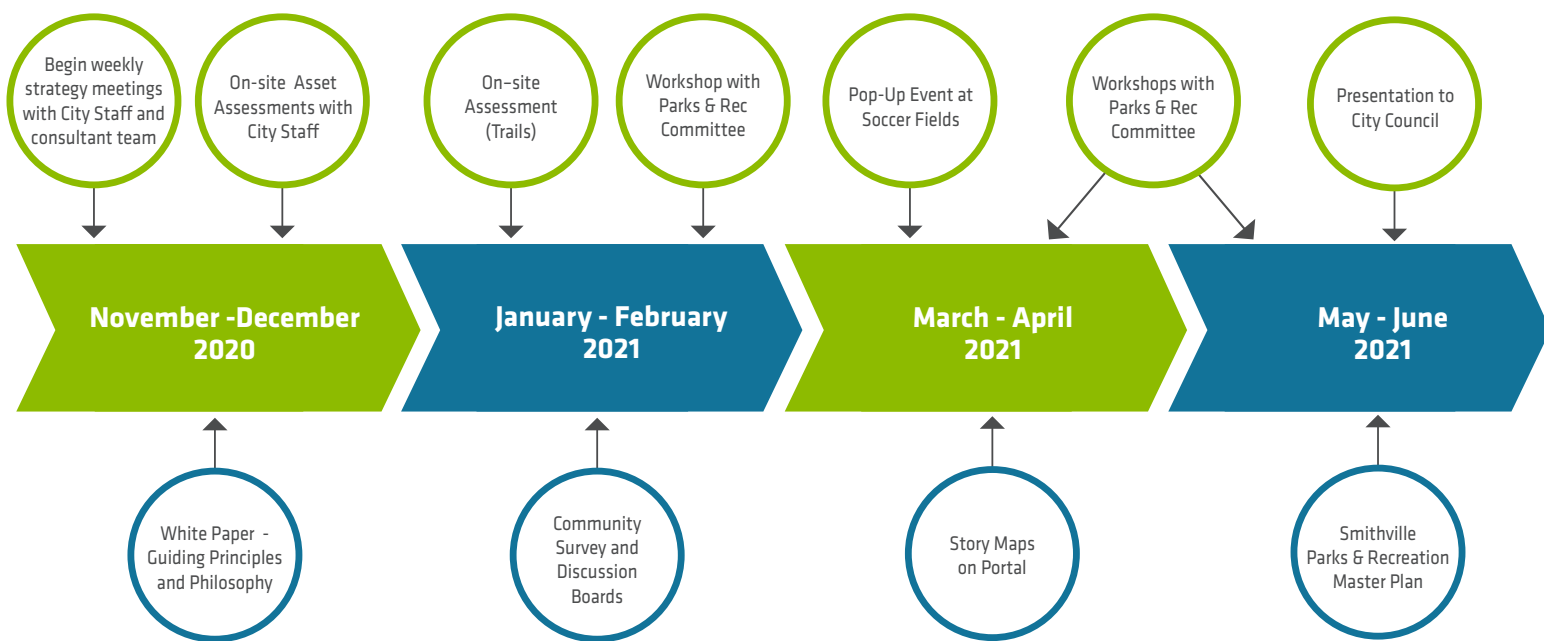 Begin weekly
strategy meetings
with City Staff and
consultant team
On-site Asset
Assessments with
City Staff
On-site
Assessment
(Trails)
Workshop with
Parks & Rec
Committee
Pop-Up Event at
Soccer Fields
Workshops with
Parks & Rec
Committee
Presentation to
City Council
November -December
2020
January - February
2021
March - April
2021
May - June
2021
White Paper -
Guiding Principles
and Philosophy
Community
Survey and
Discussion
Boards
Story Maps
on Portal
Smithville
Parks & Recreation
Master Plan